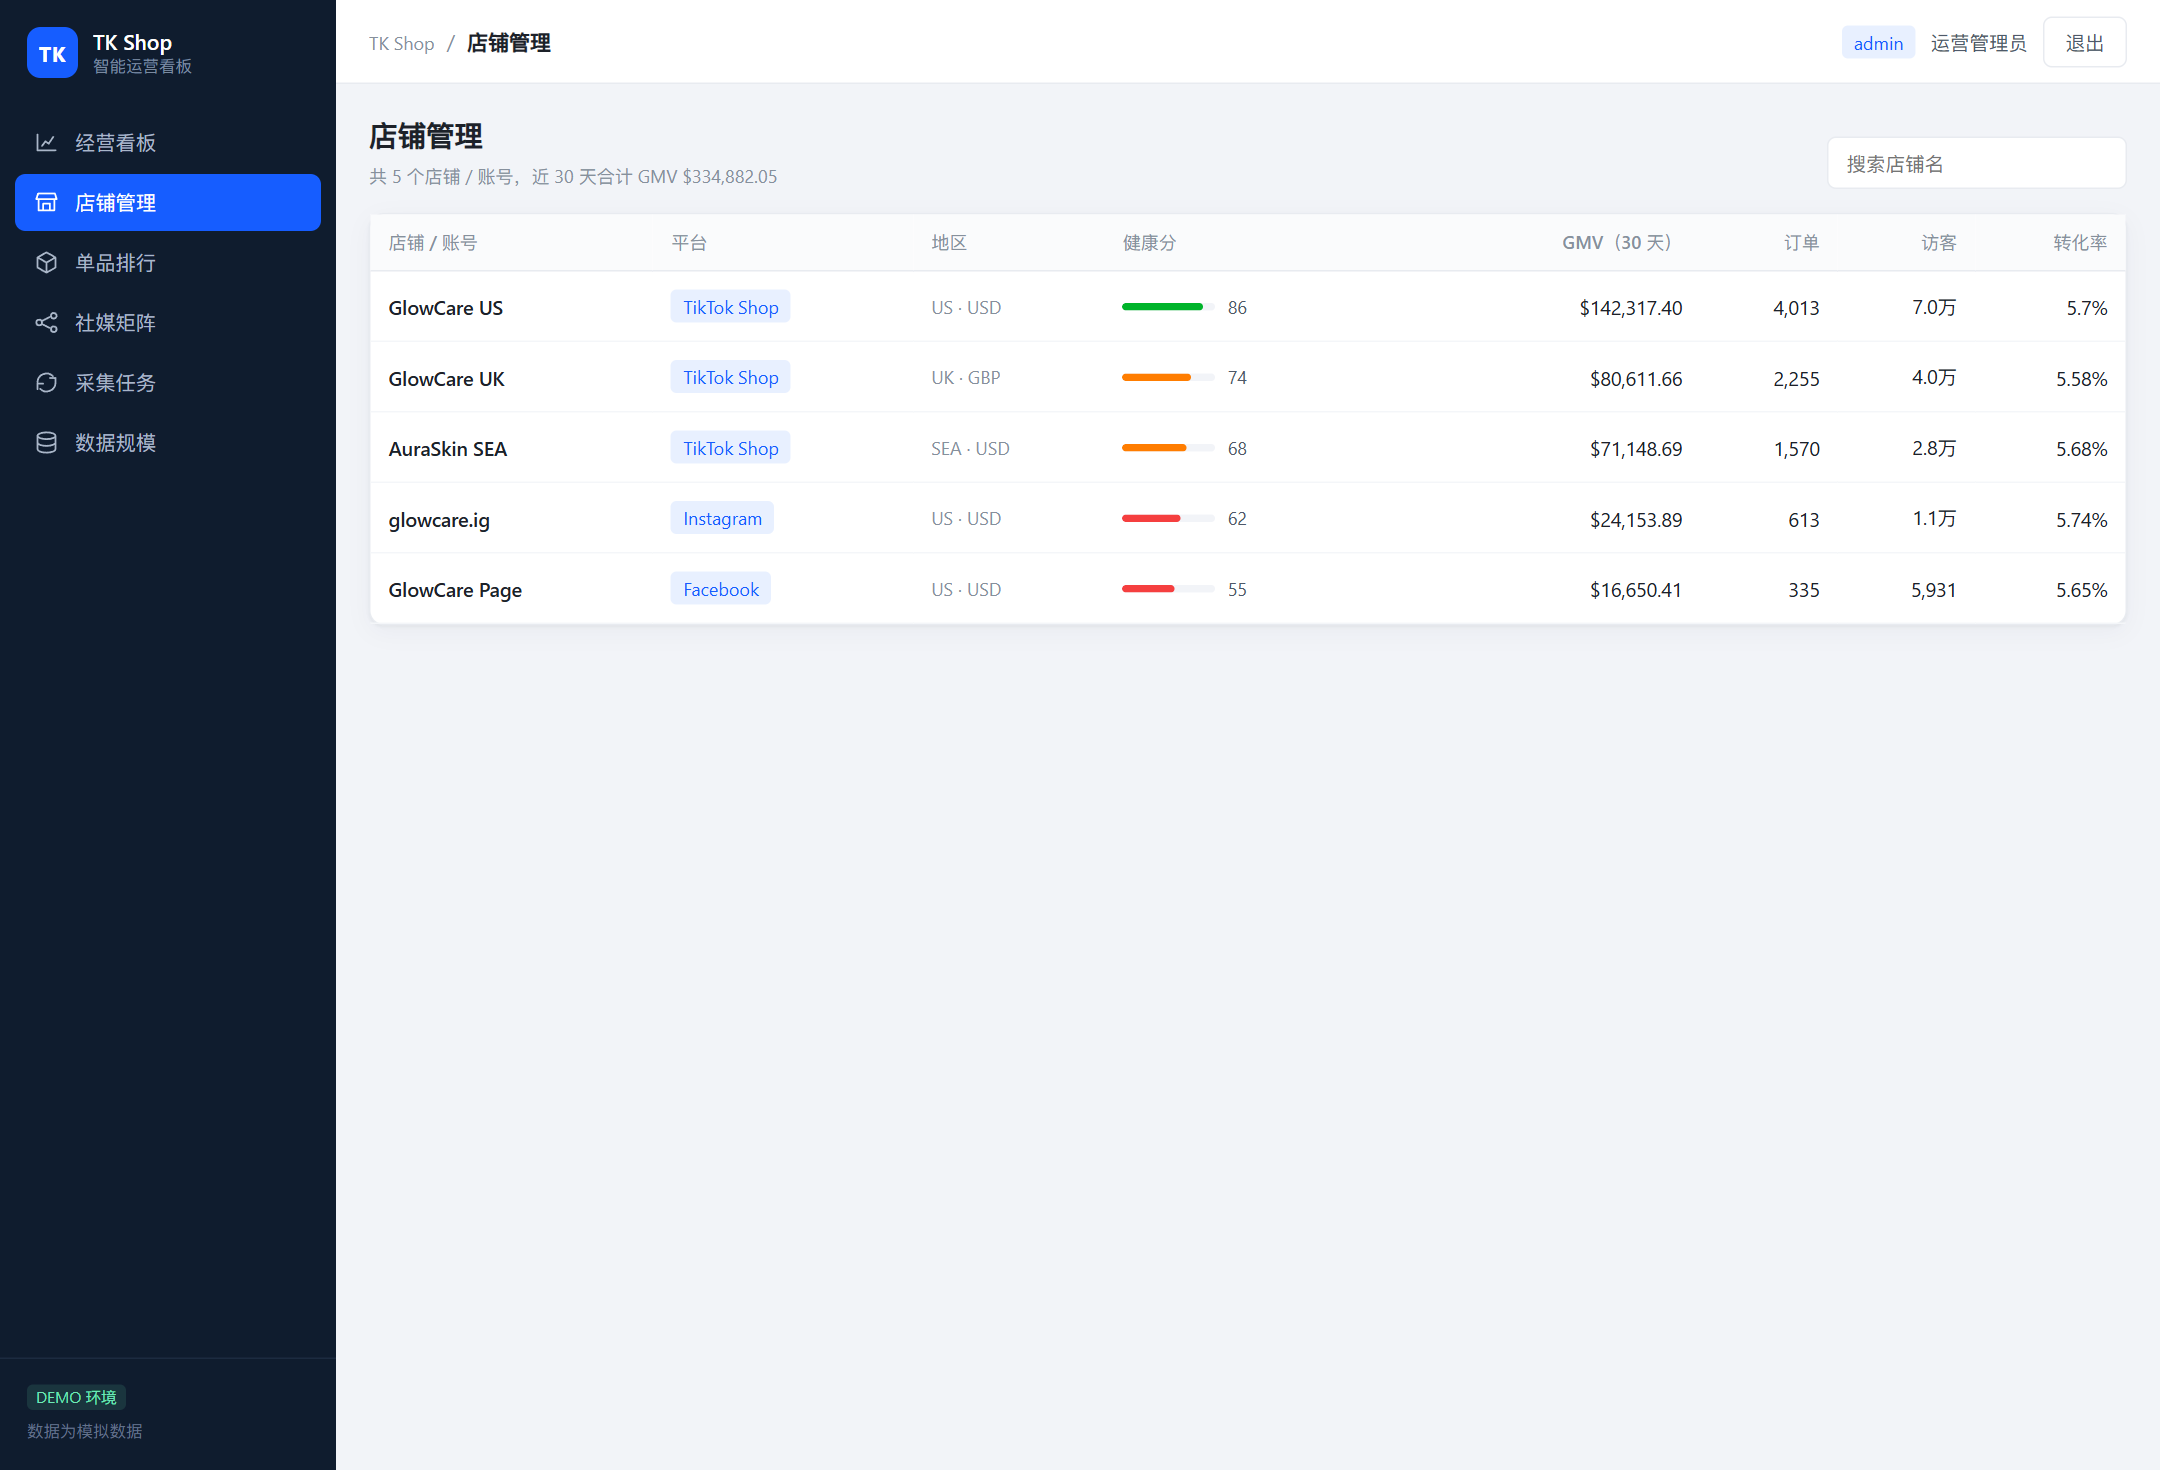 TK
TK Shop
智能运营看板
经营看板
店铺管理
单品排行
社媒矩阵
采集任务
数据规模
DEMO 环境
数据为模拟数据
TK Shop / 店铺管理
admin 运营管理员 退出
店铺管理
共 5 个店铺 / 账号，近 30 天合计 GMV $334,882.05
搜索店铺名
店铺 / 账号 平台 地区 健康分 GMV（30 天） 订单 访客 转化率
GlowCare US TikTok Shop US · USD 86 $142,317.40 4,013 7.0万 5.7%
GlowCare UK TikTok Shop UK · GBP 74 $80,611.66 2,255 4.0万 5.58%
AuraSkin SEA TikTok Shop SEA · USD 68 $71,148.69 1,570 2.8万 5.68%
glowcare.ig Instagram US · USD 62 $24,153.89 613 1.1万 5.74%
GlowCare Page Facebook US · USD 55 $16,650.41 335 5,931 5.65%